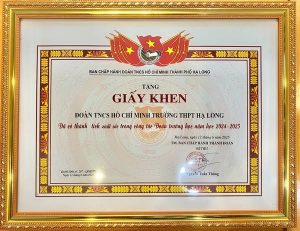 BAN CHẤP HÀNH ĐOÀN TNCS HỒ CHÍ MINH THÀNH PHỐ HẠ LONG
TẶNG
GIẤY KHEN
ĐOÀN TNCS HỒ CHÍ MINH TRƯỜNG THPT HẠ LONG
Đã có thành tích xuất sắc trong công tác Đoàn trường học năm học 2024-2025
TM. BAN CHẤP HÀNH THÀNH ĐOÀN
BÍ THƯ